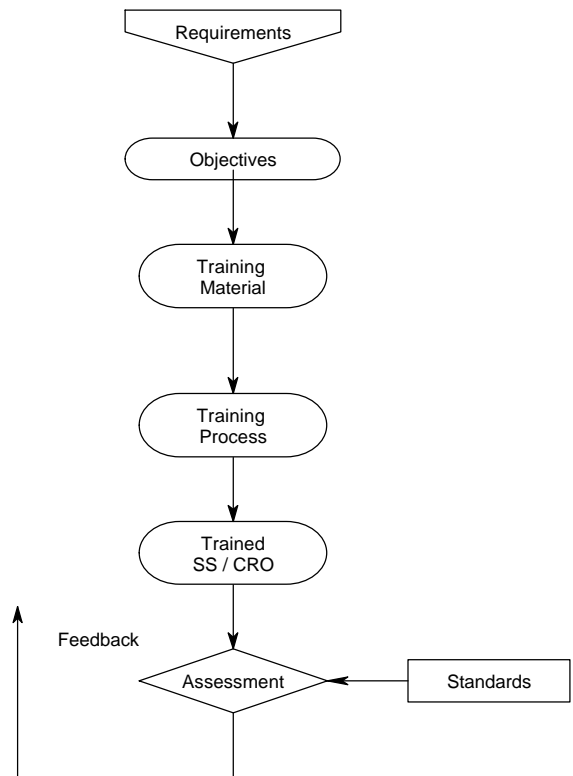 Requirements
Objectives
Training
Material
Training
Process
Trained
SS / CRO
Feedback
Assessment
Standards